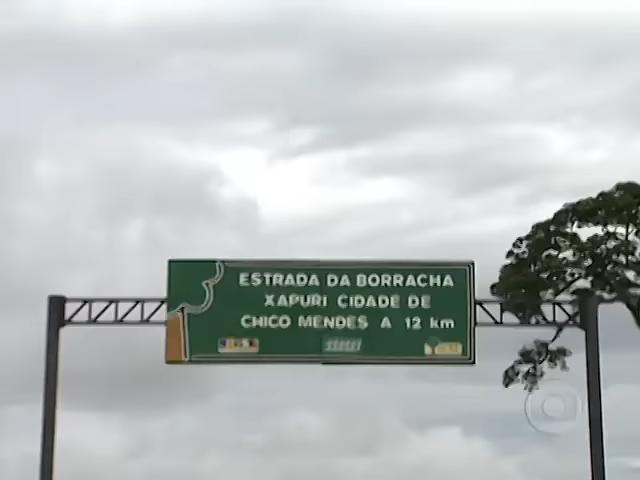 ESTRADA DA BORRACHA
XAPURI CIDADE DE
CHICO MENDES A 12 km